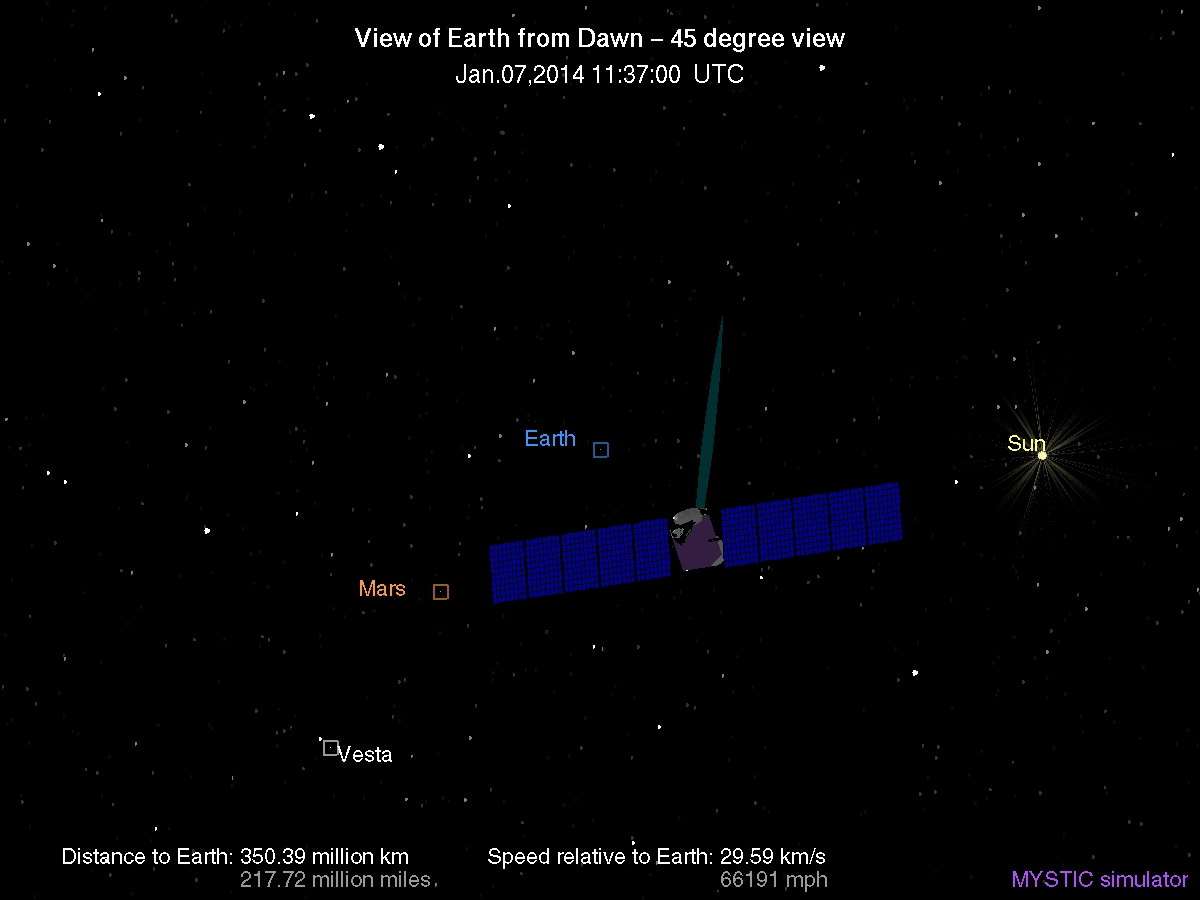 View of Earth from Dawn – 45 degree view
Jan.07,2014 11:37:00 UTC
Earth
Sun
Mars
Vesta
Distance to Earth: 350.39 million km
217.72 million miles
Speed relative to Earth: 29.59 km/s
66191 mph
MYSTIC simulator